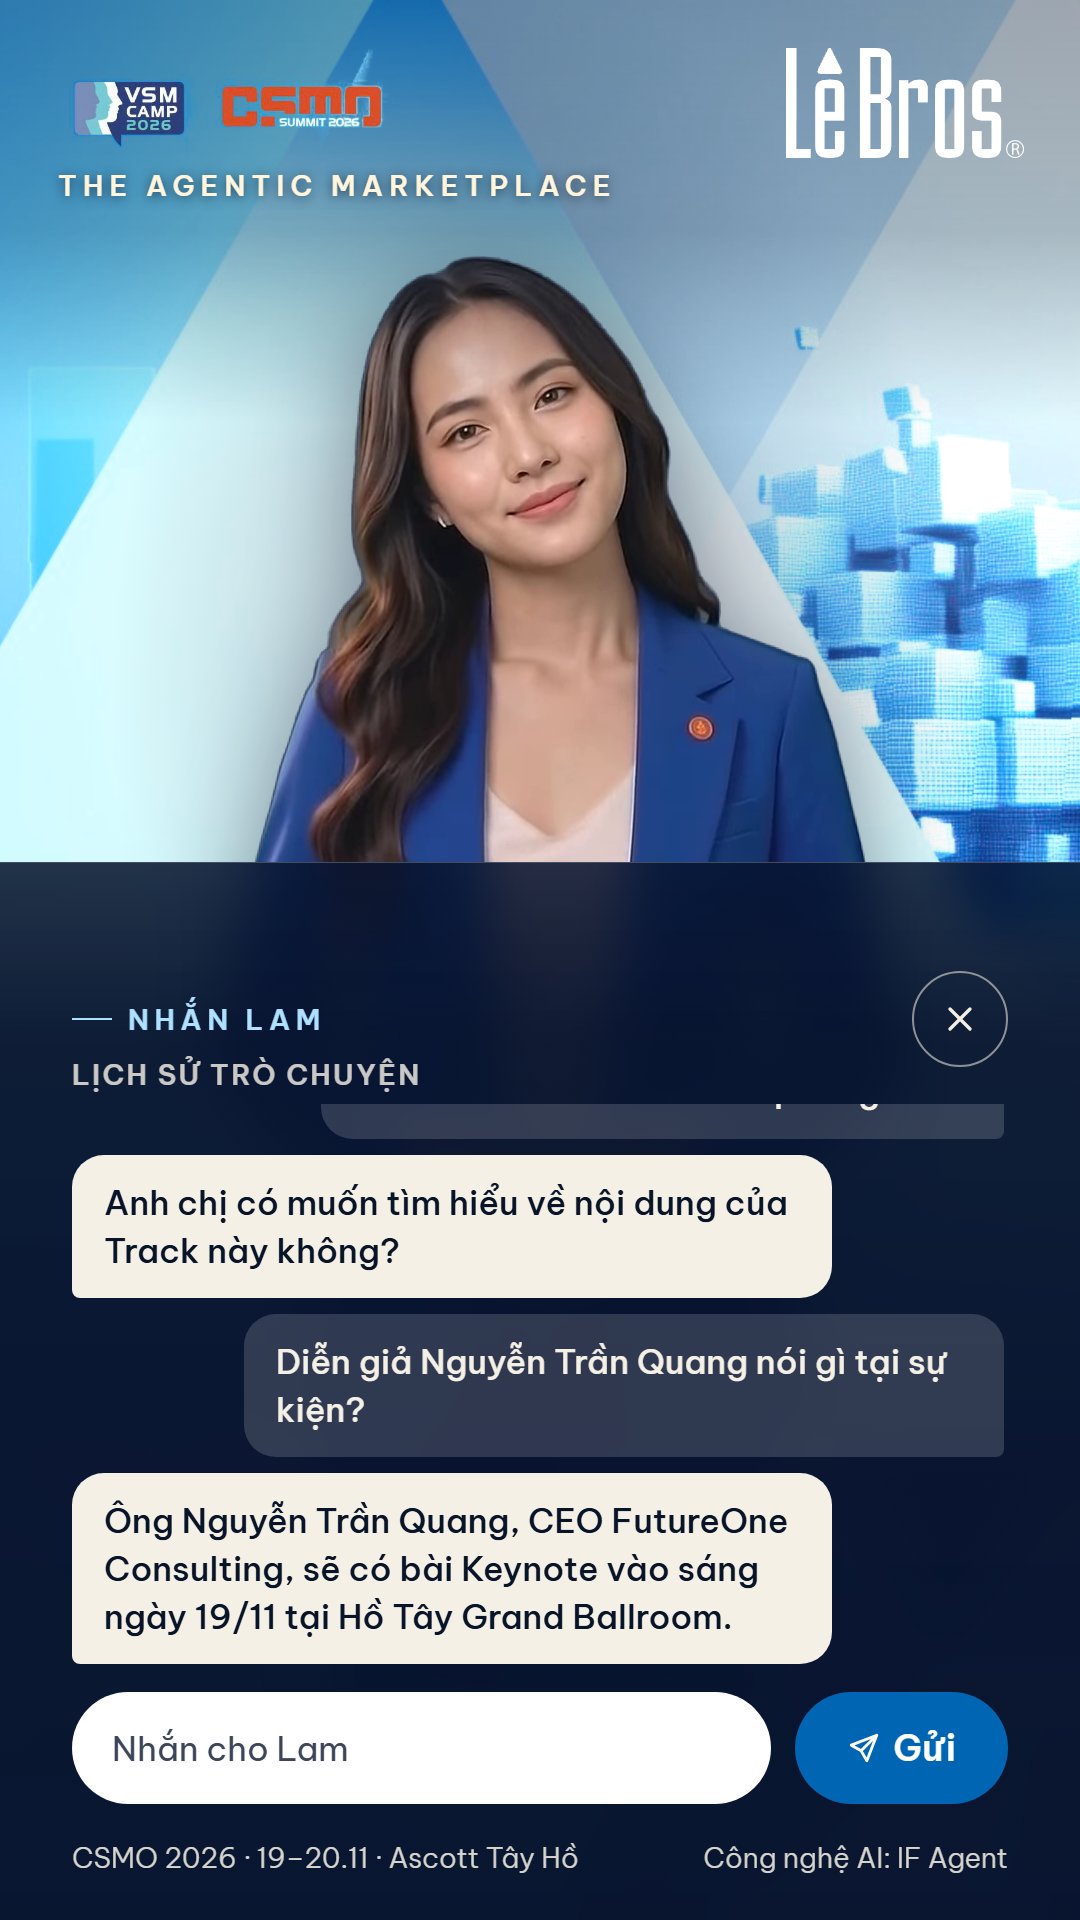 VSM
CAMP
2026
CSMO
SUMMIT 2026
LêBros®
THE AGENTIC MARKETPLACE
NHẮN LAM
LỊCH SỬ TRÒ CHUYỆN
Anh chị có muốn tìm hiểu về nội dung của
Track này không?
Diễn giả Nguyễn Trần Quang nói gì tại sự
kiện?
Ông Nguyễn Trần Quang, CEO FutureOne
Consulting, sẽ có bài Keynote vào sáng
ngày 19/11 tại Hồ Tây Grand Ballroom.
Nhắn cho Lam
Gửi
CSMO 2026 · 19–20.11 · Ascott Tây Hồ
Công nghệ AI: IF Agent